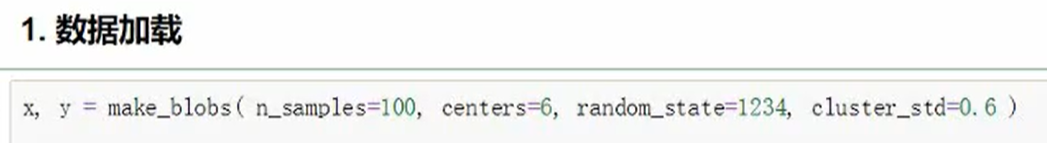 1. 数据加载
x, y = make_blobs( n_samples=100, centers=6, random_state=1234, cluster_std=0.6 )